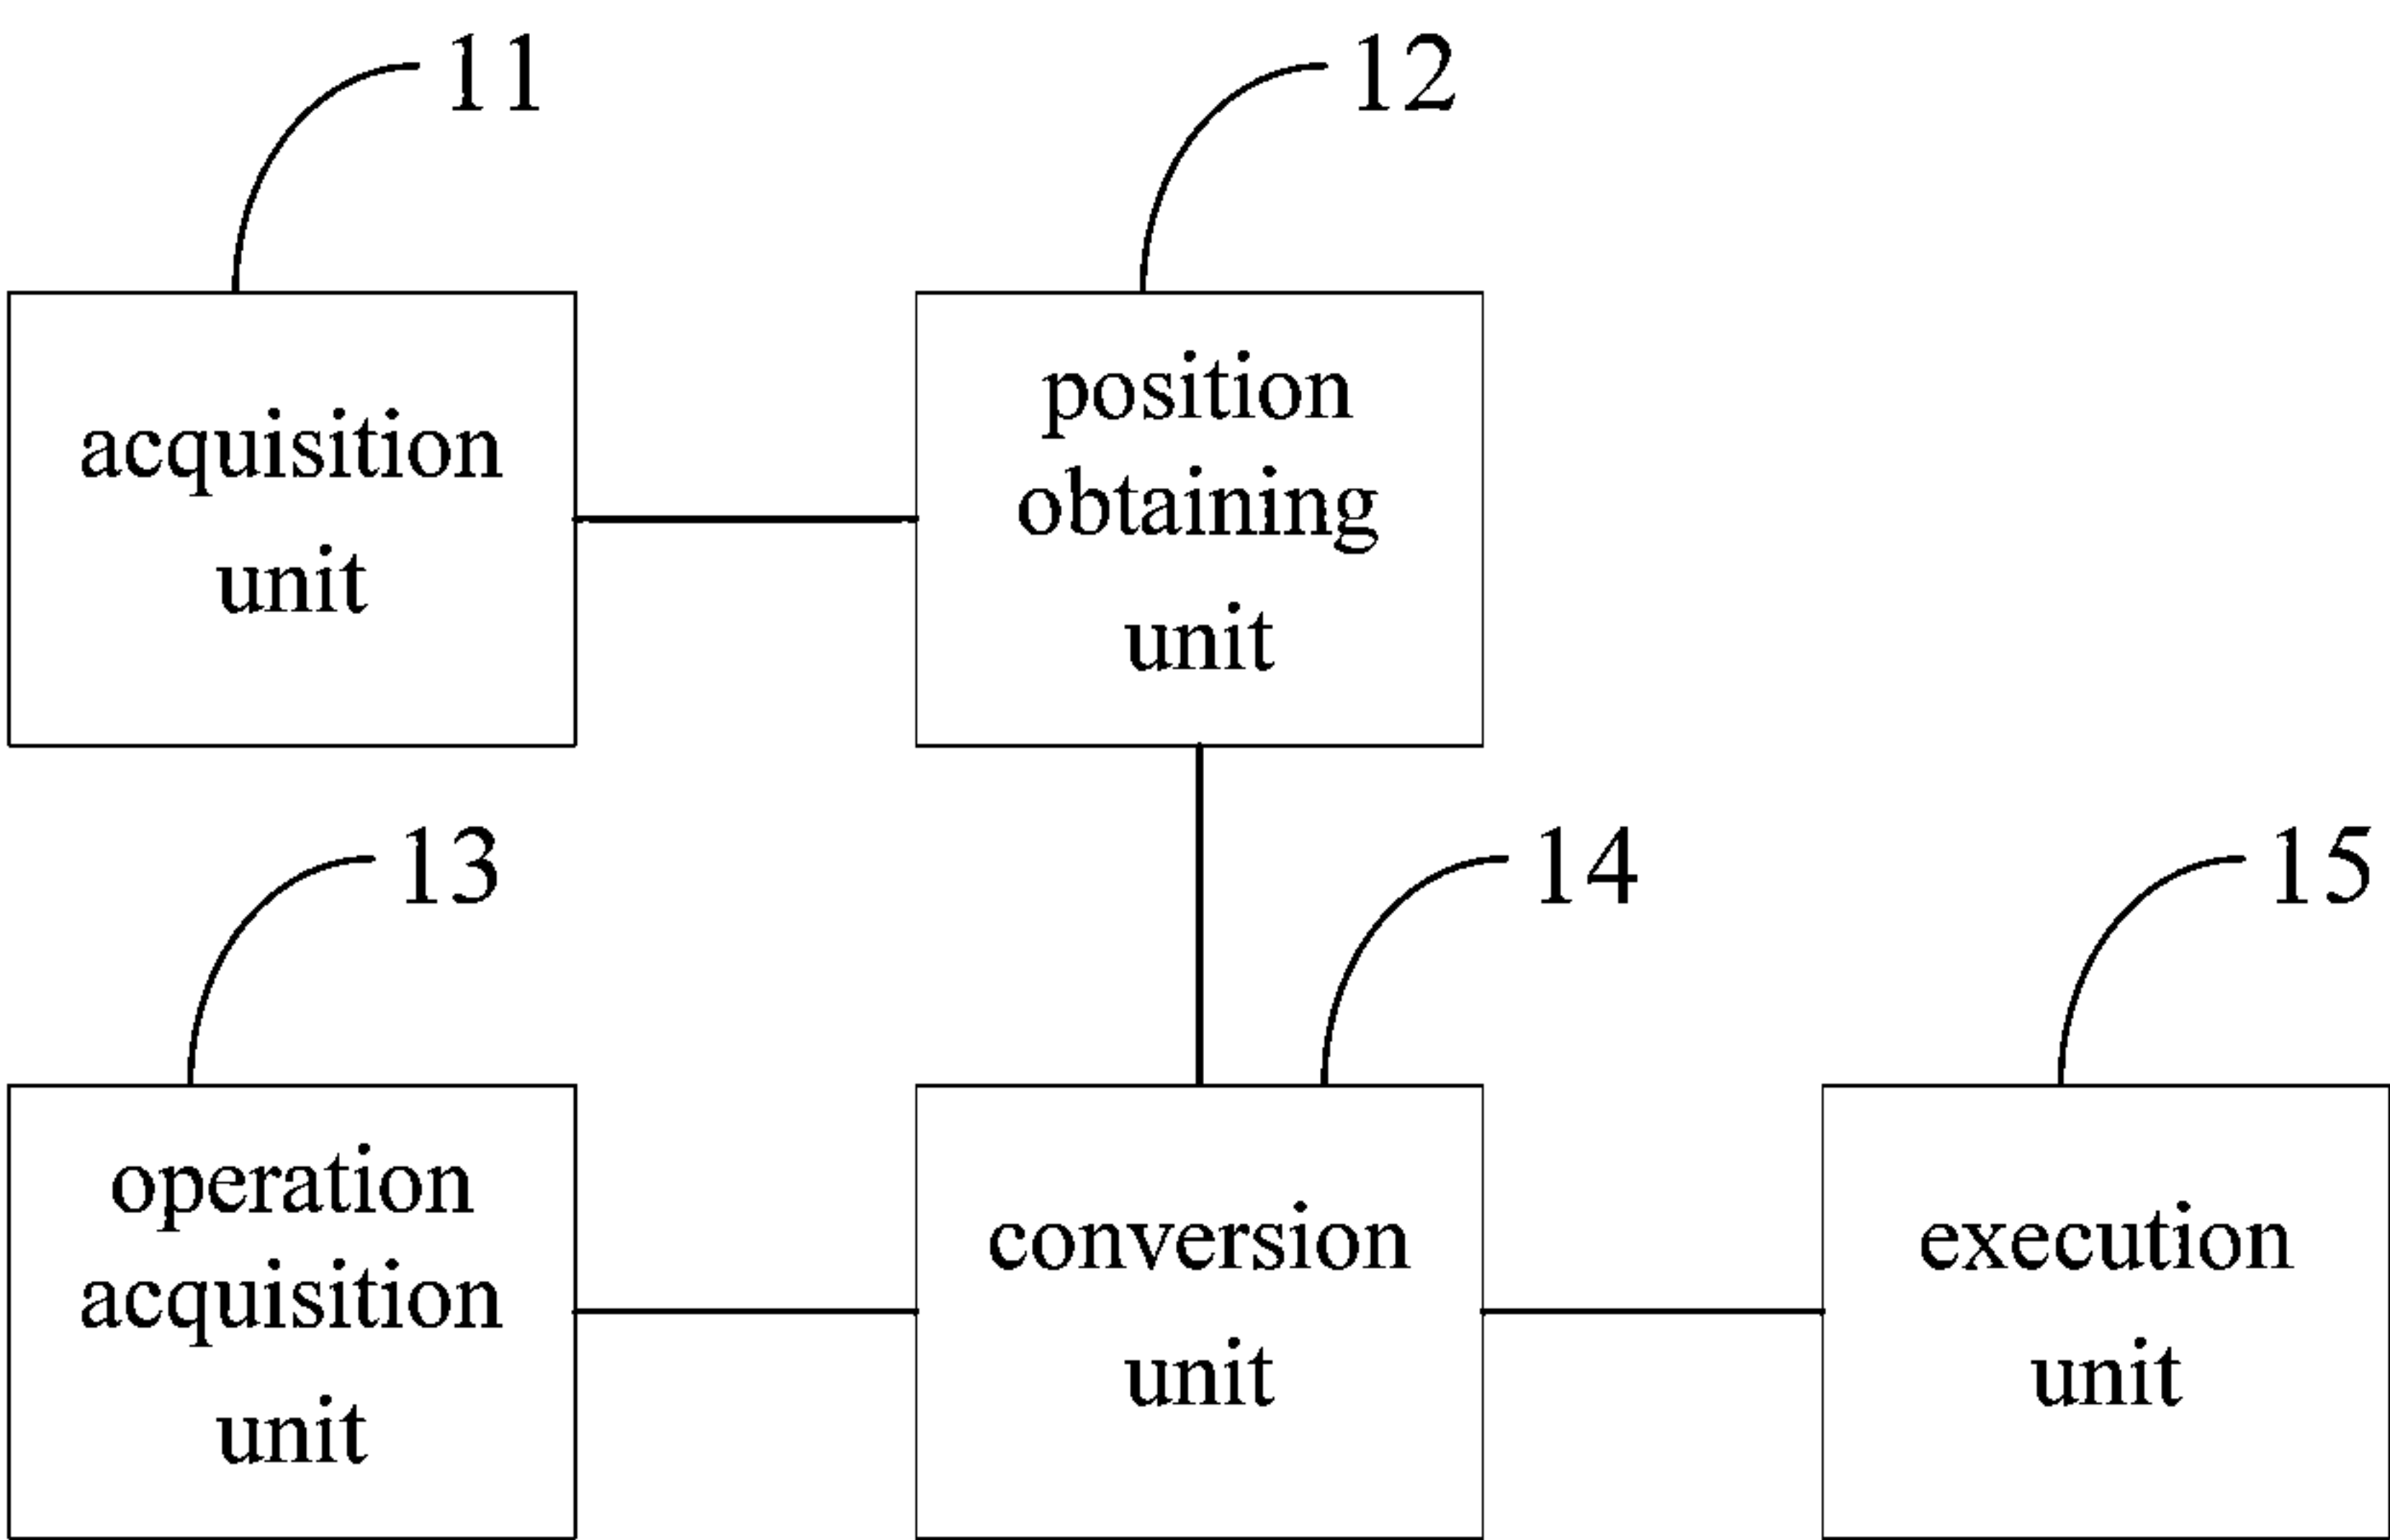 11
12
acquisition
unit
position
obtaining
unit
13
14
15
operation
acquisition
unit
conversion
unit
execution
unit